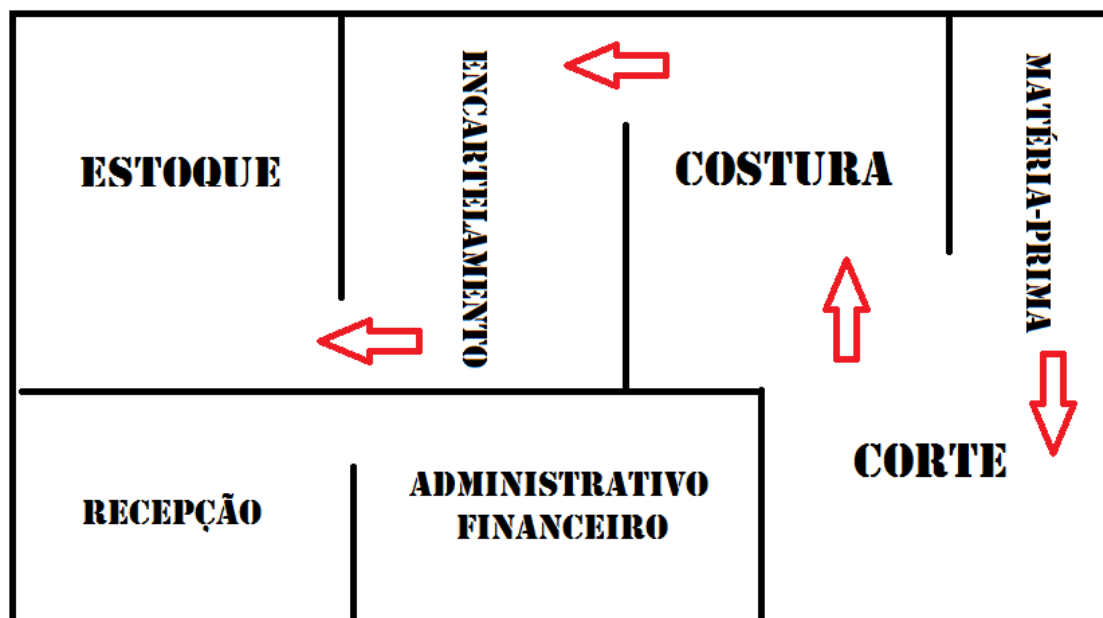 ESTOQUE
ENCARTELAMENTO
COSTURA
MATÉRIA-PRIMA
CORTE
RECEPÇÃO
ADMINISTRATIVO
FINANCEIRO